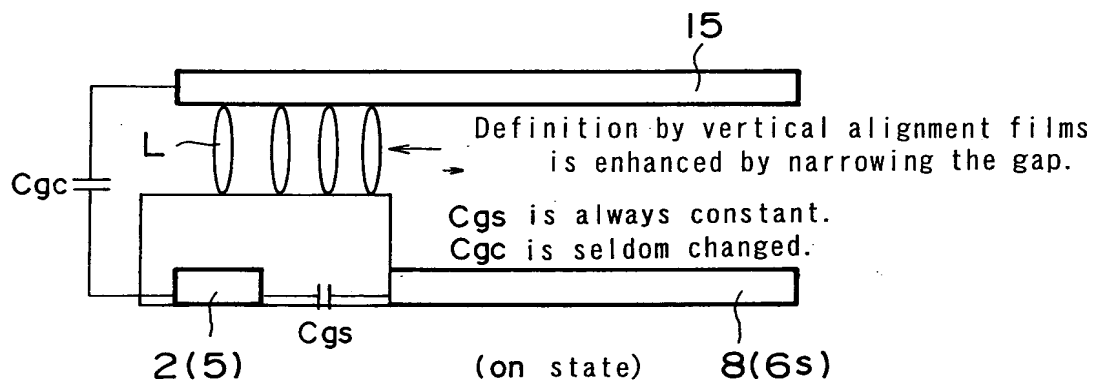 15
L
Definition by vertical alignment films
is enhanced by narrowing the gap.
Cgc
Cgs is always constant.
Cgc is seldom changed.
Cgs
2(5)
(on state)
8(6s)